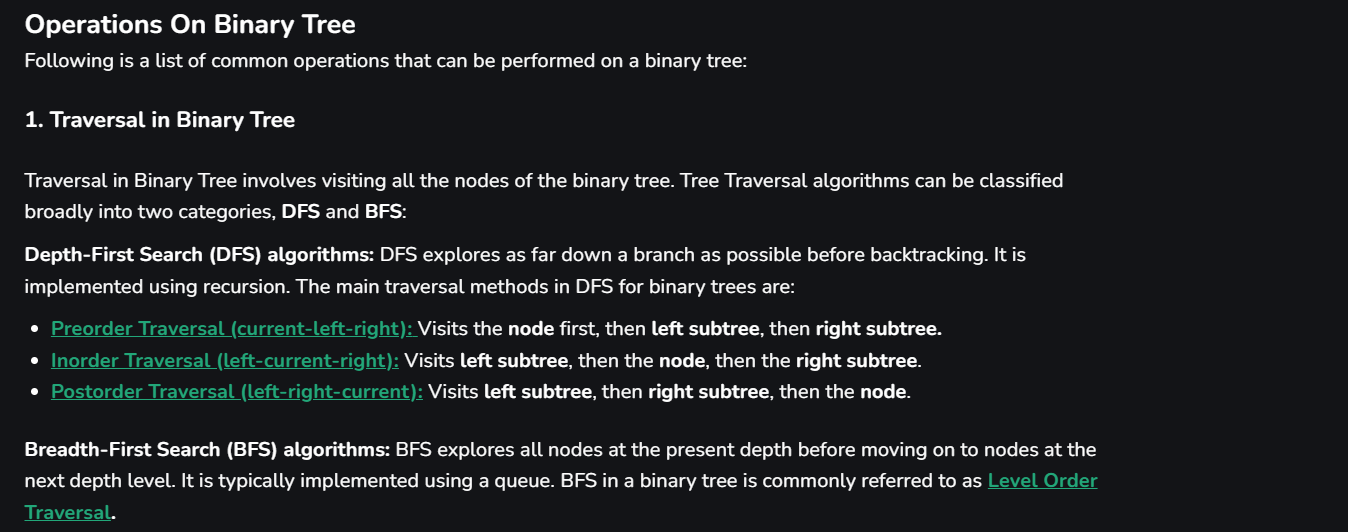 Operations On Binary Tree
Following is a list of common operations that can be performed on a binary tree:
1. Traversal in Binary Tree
Traversal in Binary Tree involves visiting all the nodes of the binary tree. Tree Traversal algorithms can be classified
broadly into two categories, DFS and BFS:
Depth-First Search (DFS) algorithms: DFS explores as far down a branch as possible before backtracking. It is
implemented using recursion. The main traversal methods in DFS for binary trees are:
• Preorder Traversal (current-left-right): Visits the node first, then left subtree, then right subtree.
• Inorder Traversal (left-current-right): Visits left subtree, then the node, then the right subtree.
• Postorder Traversal (left-right-current): Visits left subtree, then right subtree, then the node.
Breadth-First Search (BFS) algorithms: BFS explores all nodes at the present depth before moving on to nodes at the
next depth level. It is typically implemented using a queue. BFS in a binary tree is commonly referred to as Level Order
Traversal.